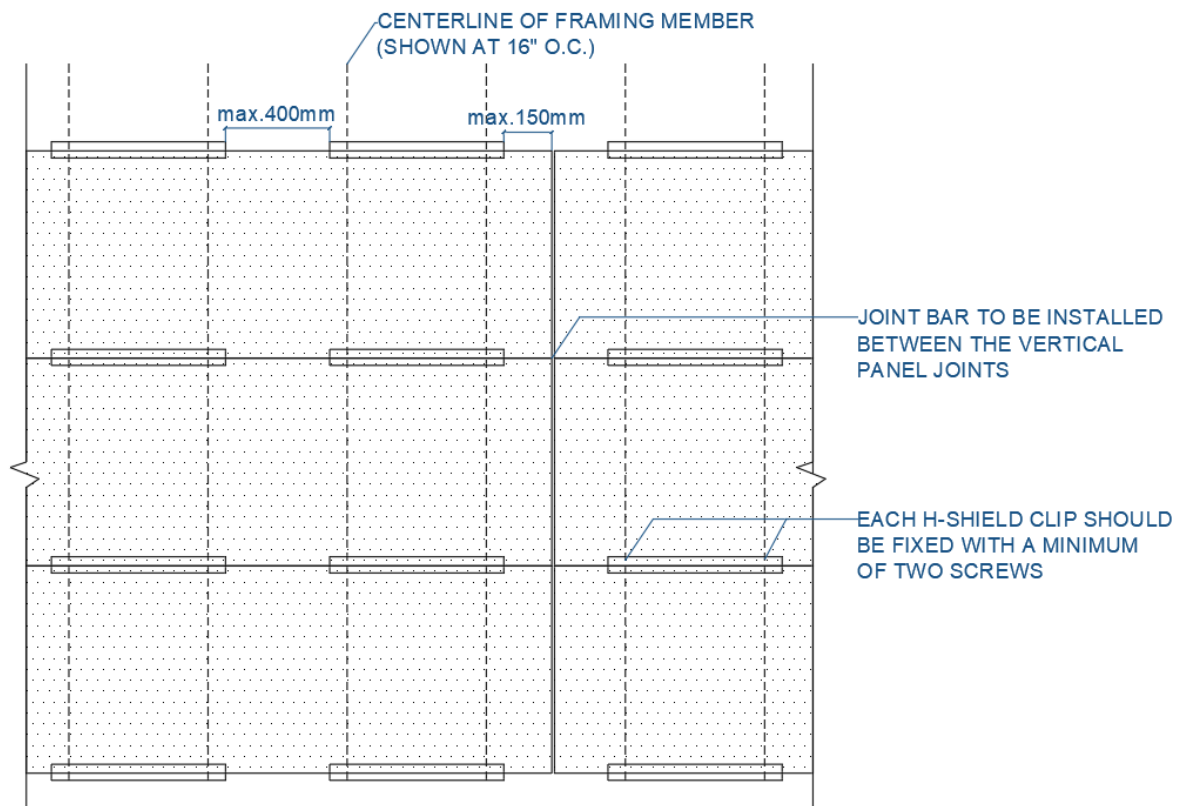 CENTERLINE OF FRAMING MEMBER
(SHOWN AT 16" O.C.)
max.400mm
max.150mm
JOINT BAR TO BE INSTALLED
BETWEEN THE VERTICAL
PANEL JOINTS
EACH H-SHIELD CLIP SHOULD
BE FIXED WITH A MINIMUM
OF TWO SCREWS